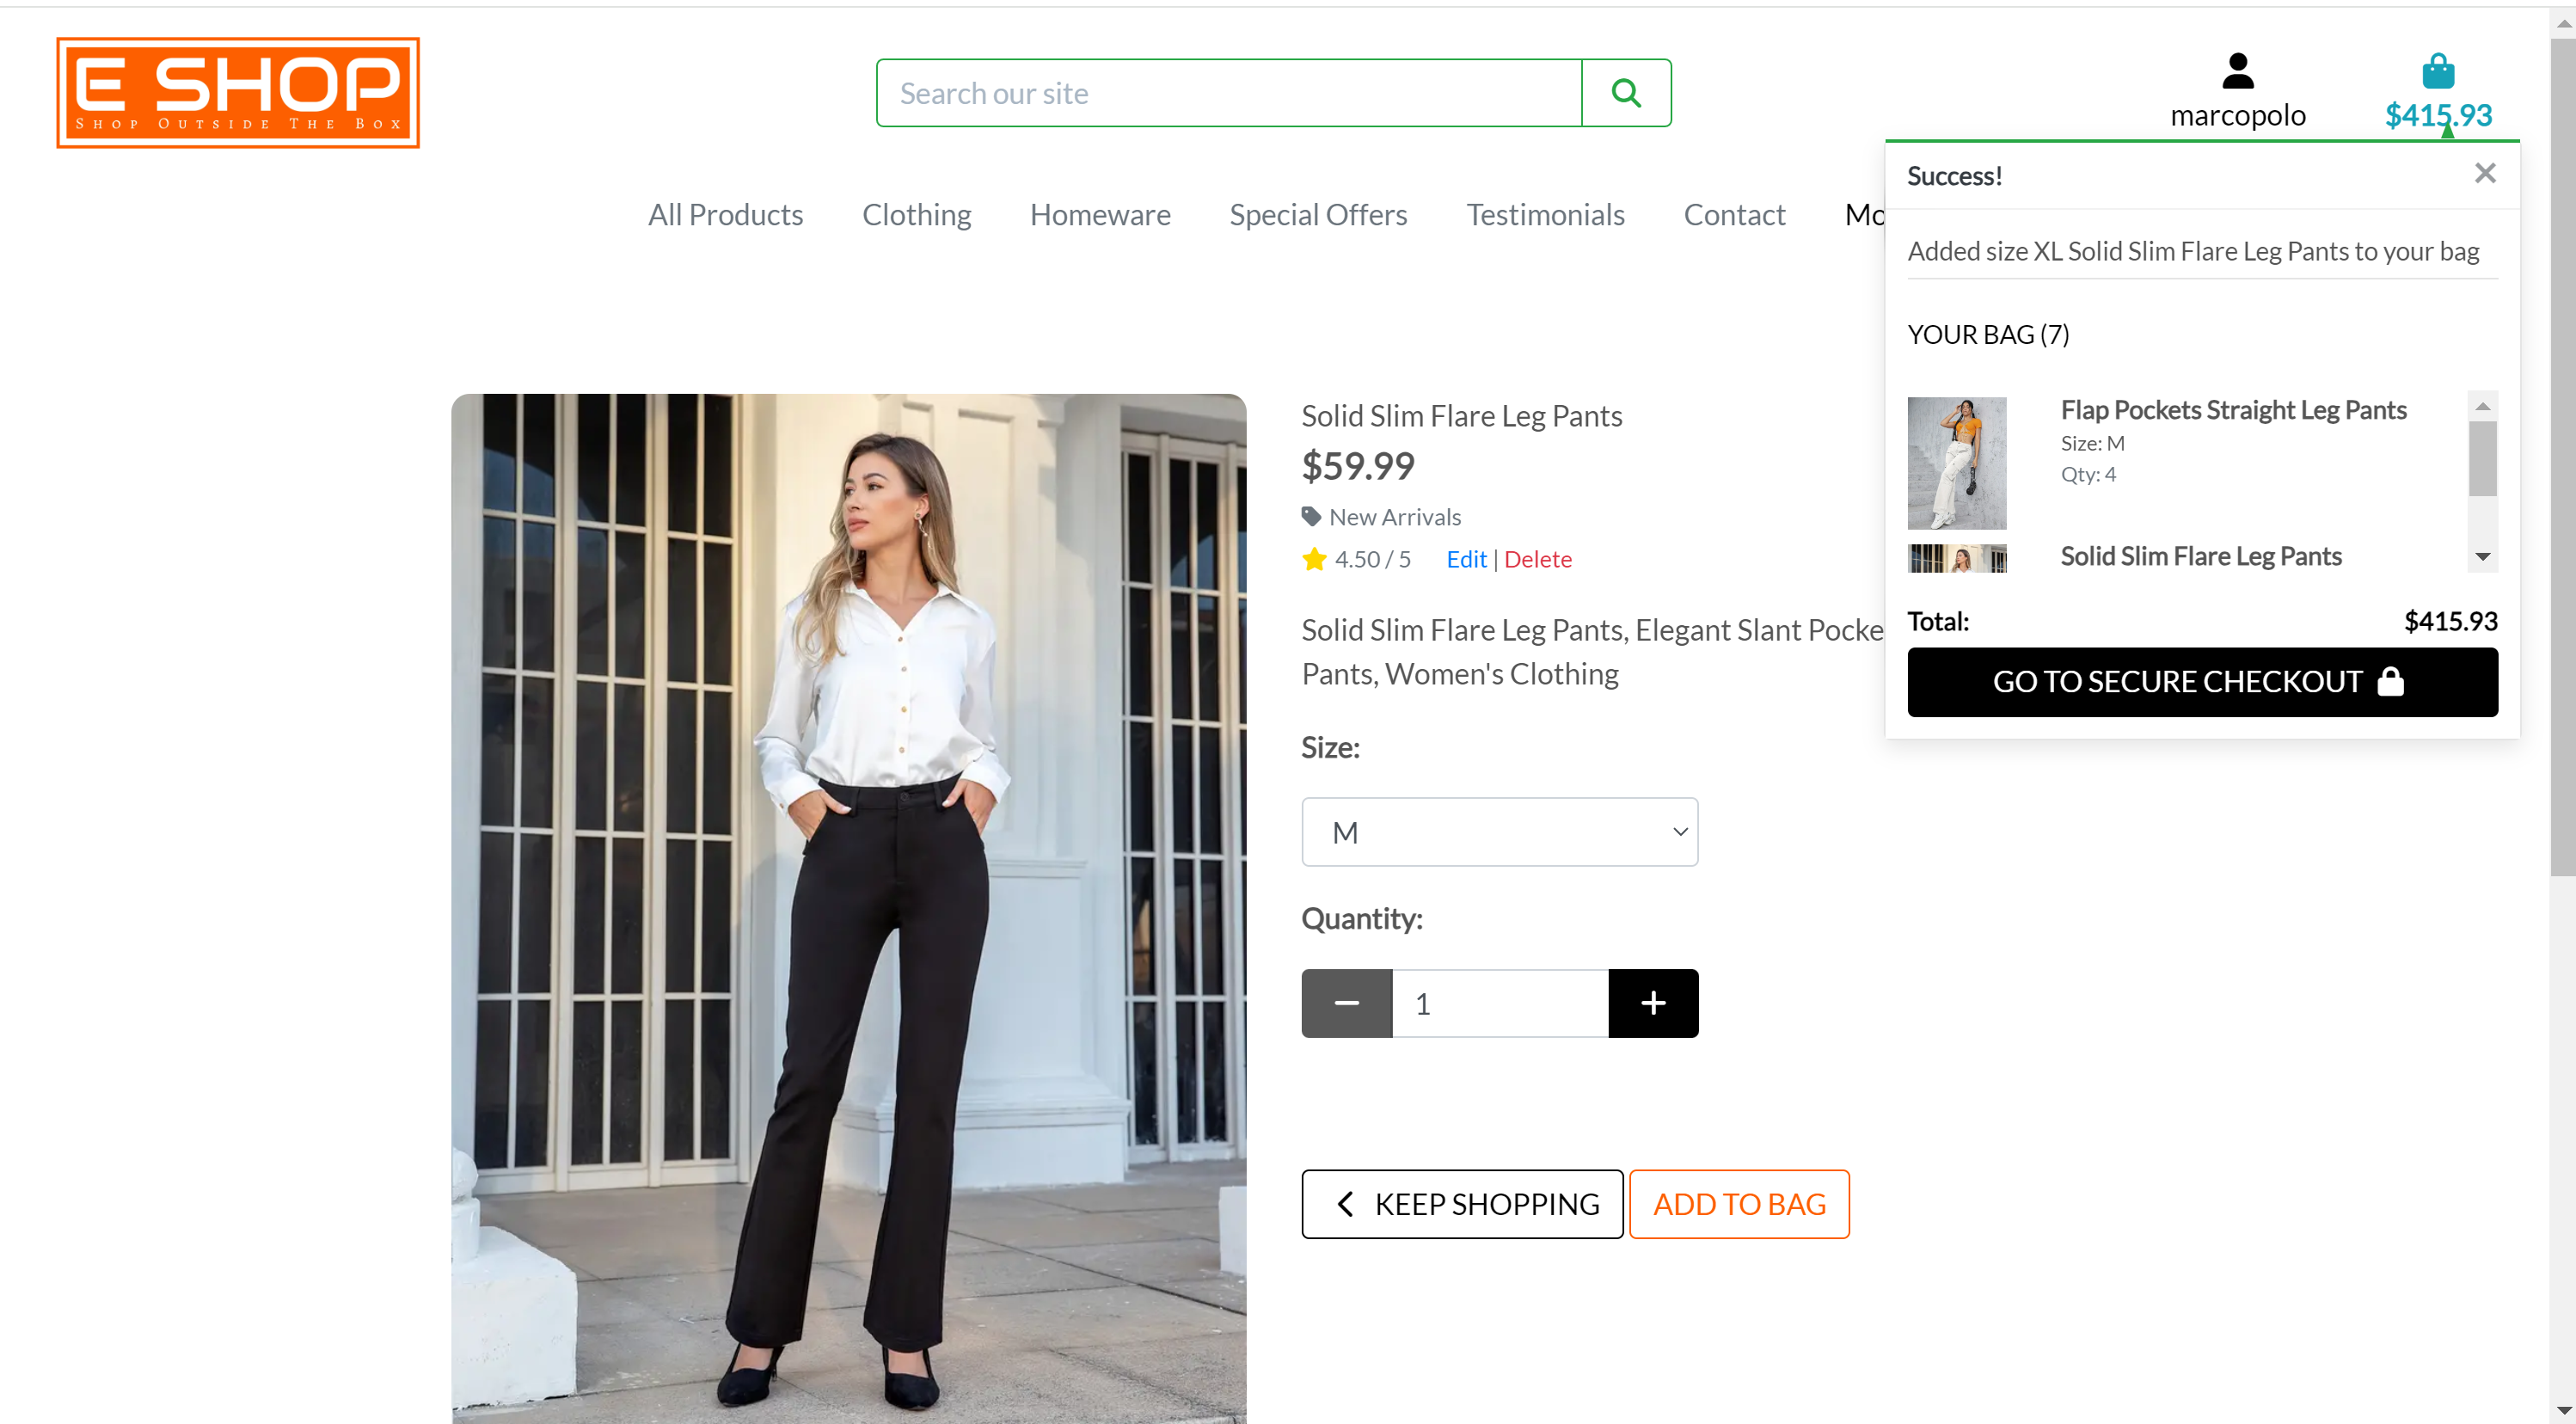 E SHOP
SHOP OUTSIDE THE BOX
Search our site
marcopolo
$415.93
All Products
Clothing
Homeware
Special Offers
Testimonials
Contact
Mo
Success!
×
Added size XL Solid Slim Flare Leg Pants to your bag
YOUR BAG (7)
Flap Pockets Straight Leg Pants
Size: M
Qty: 4
Solid Slim Flare Leg Pants
Total: $415.93
GO TO SECURE CHECKOUT
Solid Slim Flare Leg Pants
$59.99
New Arrivals
4.50 / 5 Edit | Delete
Solid Slim Flare Leg Pants, Elegant Slant Pocke
Pants, Women's Clothing
Size:
M
Quantity:
1
KEEP SHOPPING
ADD TO BAG